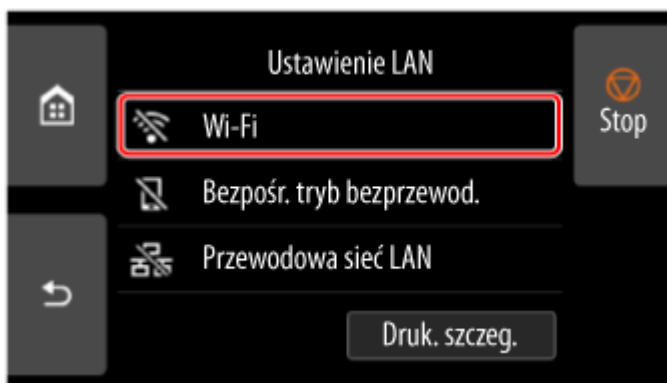 Ustawienie LAN
Wi-Fi
Stop
Bezpośr. tryb bezprzewod.
Przewodowa sieć LAN
Druk. szczeg.